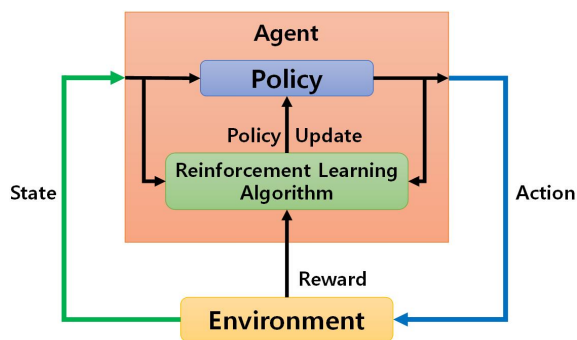 Agent
Policy
Policy Update
Reinforcement Learning
Algorithm
State
Action
Reward
Environment